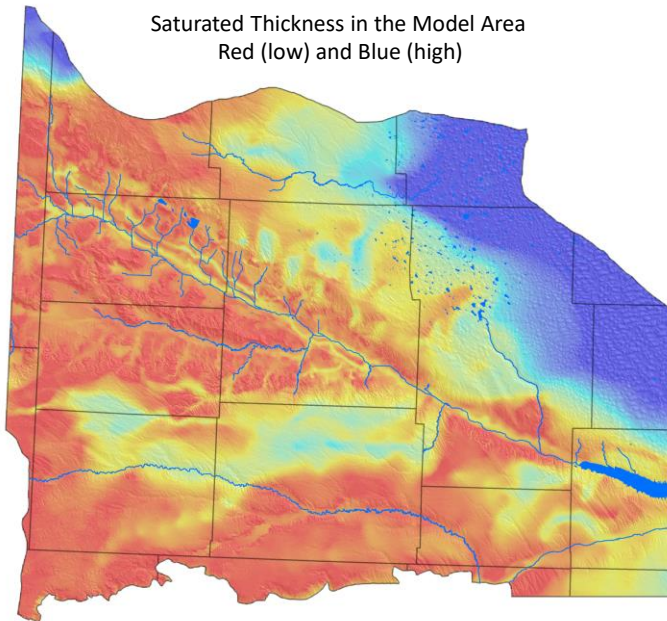 Saturated Thickness in the Model Area
Red (low) and Blue (high)